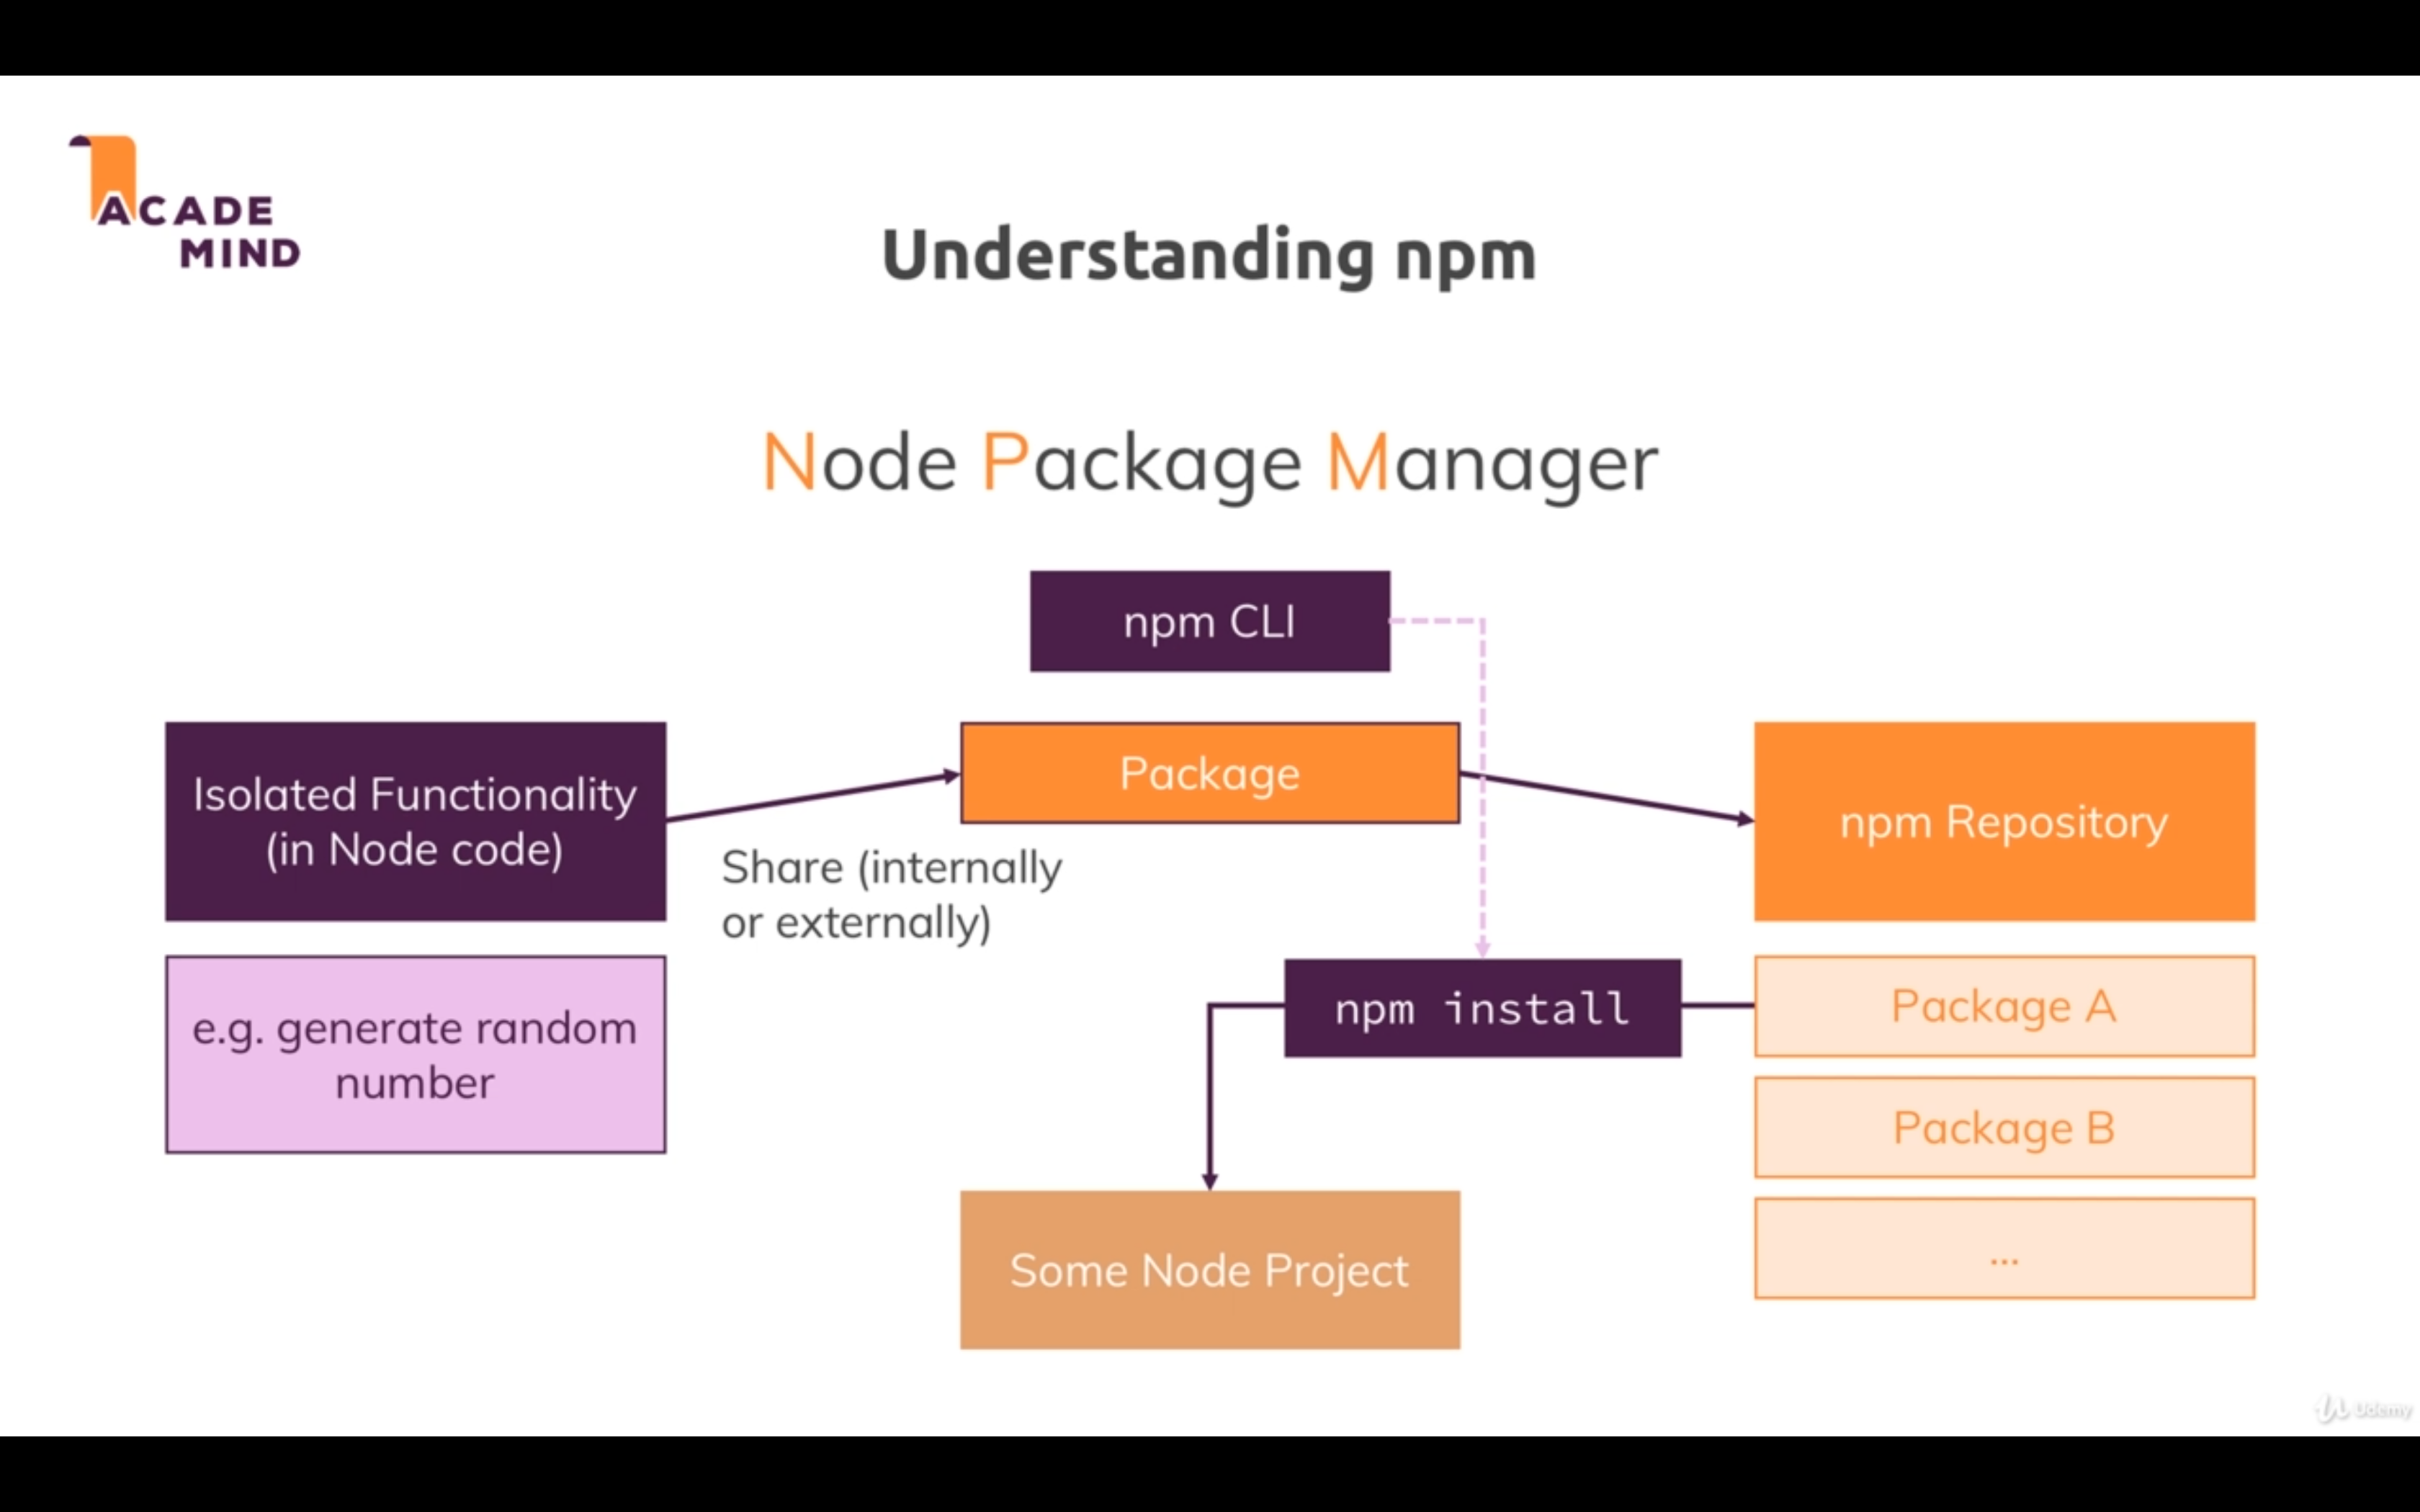 ACADE
MIND
Understanding npm
Node Package Manager
npm CLI
Isolated Functionality
(in Node code)
Package
npm Repository
Share (internally
or externally)
e.g. generate random
number
npm install
Package A
Package B
...
Some Node Project
Udemy